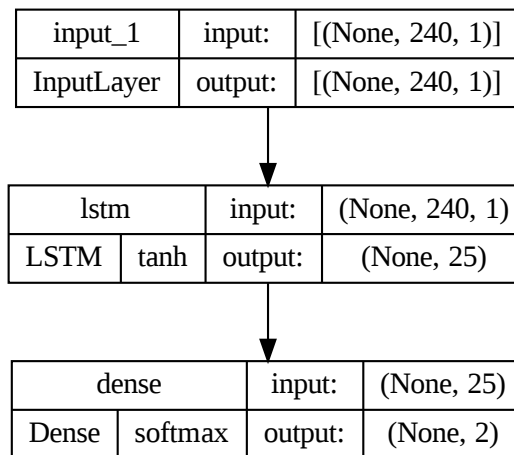 input_1 input: [(None, 240, 1)]
InputLayer output: [(None, 240, 1)]
lstm input: (None, 240, 1)
LSTM tanh output: (None, 25)
dense input: (None, 25)
Dense softmax output: (None, 2)